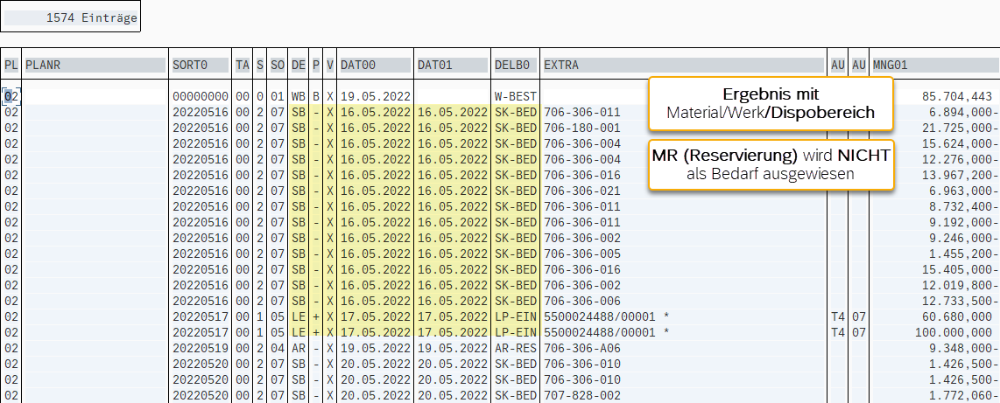 1574 Einträge
PL PLANR SORT0 TA S SO DE P V DAT00 DAT01 DELB0 EXTRA AU AU MNG01
02 00000000 00 0 01 WB B X 19.05.2022 W-BEST 85.704,443
02 20220516 00 2 07 SB - X 16.05.2022 16.05.2022 SK-BED 706-306-011 6.894,000-
02 20220516 00 2 07 SB - X 16.05.2022 16.05.2022 SK-BED 706-180-001 21.725,000-
02 20220516 00 2 07 SB - X 16.05.2022 16.05.2022 SK-BED 706-306-004 15.624,000-
02 20220516 00 2 07 SB - X 16.05.2022 16.05.2022 SK-BED 706-306-004 12.276,000-
02 20220516 00 2 07 SB - X 16.05.2022 16.05.2022 SK-BED 706-306-016 13.967,200-
02 20220516 00 2 07 SB - X 16.05.2022 16.05.2022 SK-BED 706-306-021 6.963,000-
02 20220516 00 2 07 SB - X 16.05.2022 16.05.2022 SK-BED 706-306-011 8.732,400-
02 20220516 00 2 07 SB - X 16.05.2022 16.05.2022 SK-BED 706-306-011 9.192,000-
02 20220516 00 2 07 SB - X 16.05.2022 16.05.2022 SK-BED 706-306-002 9.246,000-
02 20220516 00 2 07 SB - X 16.05.2022 16.05.2022 SK-BED 706-306-005 1.455,200-
02 20220516 00 2 07 SB - X 16.05.2022 16.05.2022 SK-BED 706-306-016 15.405,000-
02 20220516 00 2 07 SB - X 16.05.2022 16.05.2022 SK-BED 706-306-002 12.019,800-
02 20220516 00 2 07 SB - X 16.05.2022 16.05.2022 SK-BED 706-306-006 12.733,500-
02 20220517 00 1 05 LE + X 17.05.2022 17.05.2022 LP-EIN 5500024488/00001 * T4 07 60.680,000
02 20220517 00 1 05 LE + X 17.05.2022 17.05.2022 LP-EIN 5500024488/00001 * T4 07 100.000,000
02 20220519 00 2 04 AR - X 19.05.2022 19.05.2022 AR-RES 706-306-A06 9.348,000-
02 20220520 00 2 07 SB - X 20.05.2022 20.05.2022 SK-BED 706-306-010 1.426,500-
02 20220520 00 2 07 SB - X 20.05.2022 20.05.2022 SK-BED 706-306-010 1.426,500-
02 20220520 00 2 07 SB - X 20.05.2022 20.05.2022 SK-BED 707-828-002 1.772,060-
Ergebnis mit
Material/Werk/Dispobereich
MR (Reservierung) wird NICHT
als Bedarf ausgewiesen